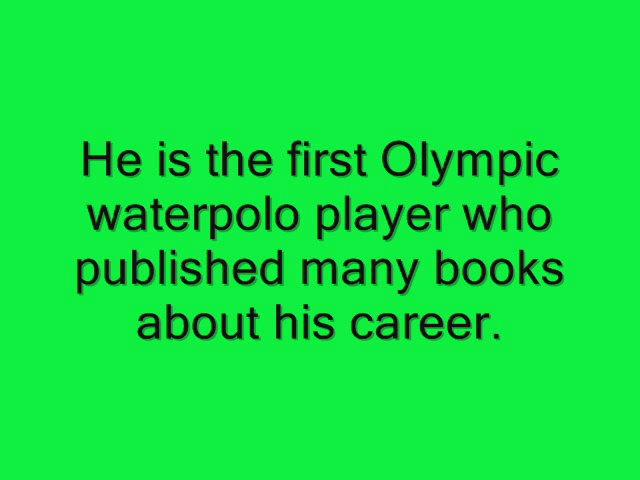 He is the first Olympic
waterpolo player who
published many books
about his career.